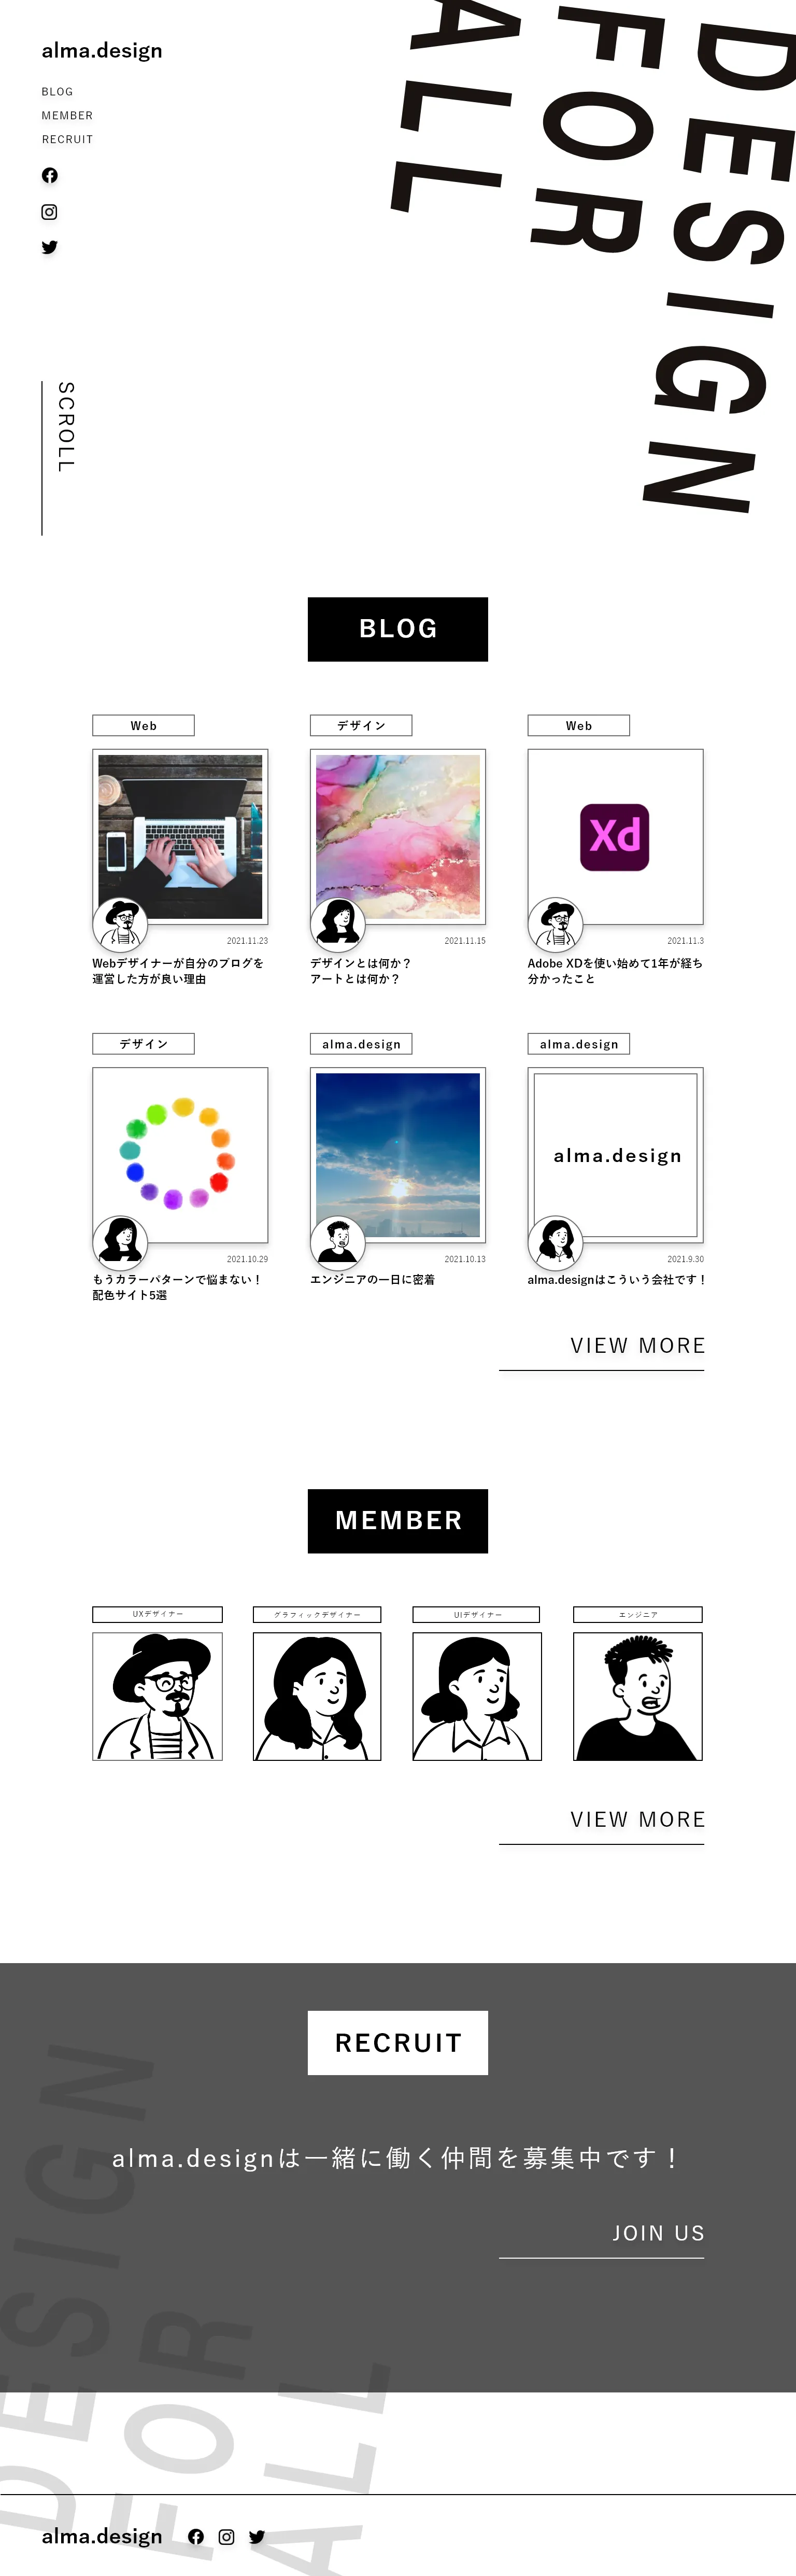 alma.design
BLOG
MEMBER
RECRUIT
DESIGN
FOR
ALL
SCROLL
BLOG
Web
2021.11.23
Webデザイナーが自分のブログを
運営した方が良い理由
デザイン
2021.11.15
デザインとは何か？
アートとは何か？
Web
Xd
2021.11.3
Adobe XDを使い始めて1年が経ち
分かったこと
デザイン
2021.10.29
もうカラーパターンで悩まない！
配色サイト5選
alma.design
2021.10.13
エンジニアの一日に密着
alma.design
alma.design
2021.9.30
alma.designはこういう会社です！
VIEW MORE
MEMBER
UXデザイナー
グラフィックデザイナー
UIデザイナー
エンジニア
VIEW MORE
RECRUIT
alma.designは一緒に働く仲間を募集中です！
JOIN US
DESIGN
FOR
ALL
alma.design